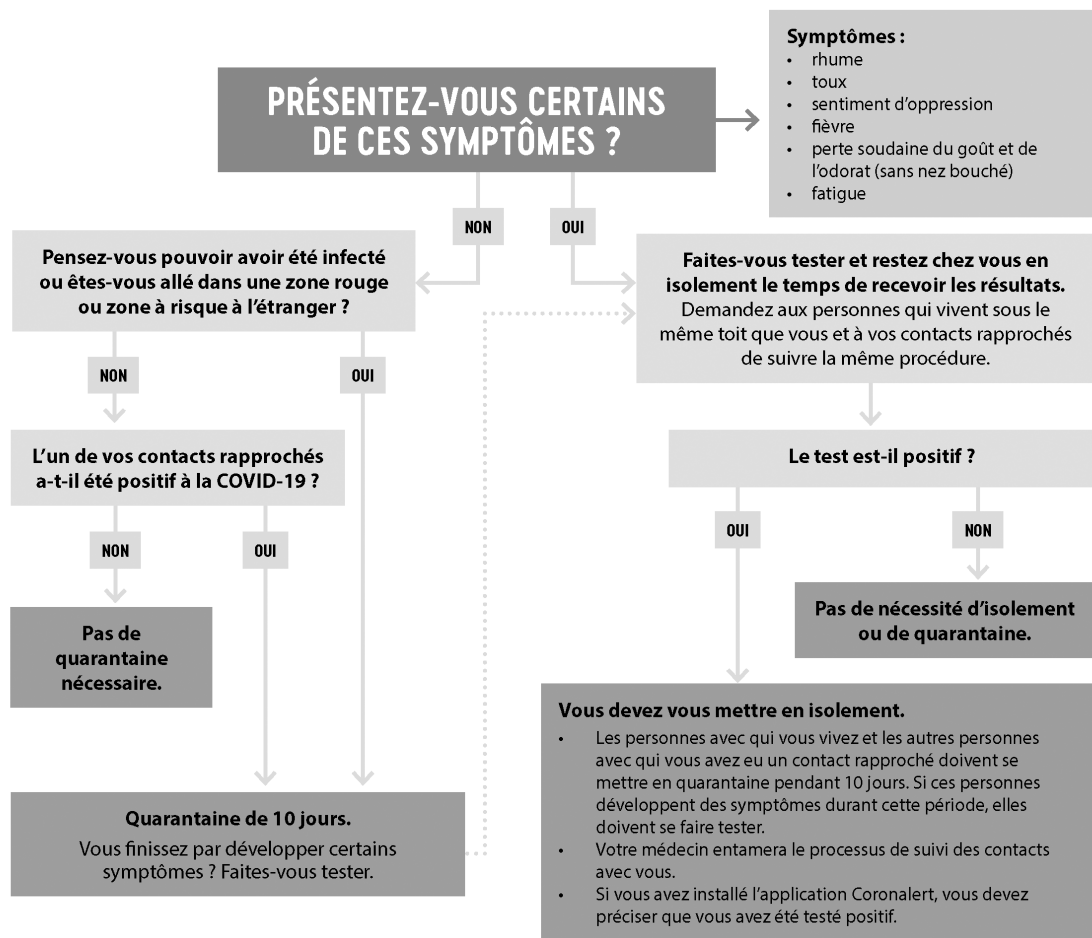 Symptômes :
• rhume
• toux
• sentiment d’oppression
• fièvre
• perte soudaine du goût et de
l’odorat (sans nez bouché)
• fatigue
PRÉSENTEZ-VOUS CERTAINS
DE CES SYMPTÔMES ?
NON
OUI
Pensez-vous pouvoir avoir été infecté
ou êtes-vous allé dans une zone rouge
ou zone à risque à l’étranger ?
NON
OUI
L’un de vos contacts rapprochés
a-t-il été positif à la COVID-19 ?
NON
OUI
Pas de
quarantaine
nécessaire.
Quarantaine de 10 jours.
Vous finissez par développer certains
symptômes ? Faites-vous tester.
Faites-vous tester et restez chez vous en
isolement le temps de recevoir les résultats.
Demandez aux personnes qui vivent sous le
même toit que vous et à vos contacts rapprochés
de suivre la même procédure.
Le test est-il positif ?
OUI
NON
Pas de nécessité d’isolement
ou de quarantaine.
Vous devez vous mettre en isolement.
• Les personnes avec qui vous vivez et les autres personnes
avec qui vous avez eu un contact rapproché doivent se
mettre en quarantaine pendant 10 jours. Si ces personnes
développent des symptômes durant cette période, elles
doivent se faire tester.
• Votre médecin entamera le processus de suivi des contacts
avec vous.
• Si vous avez installé l’application Coronalert, vous devez
préciser que vous avez été testé positif.